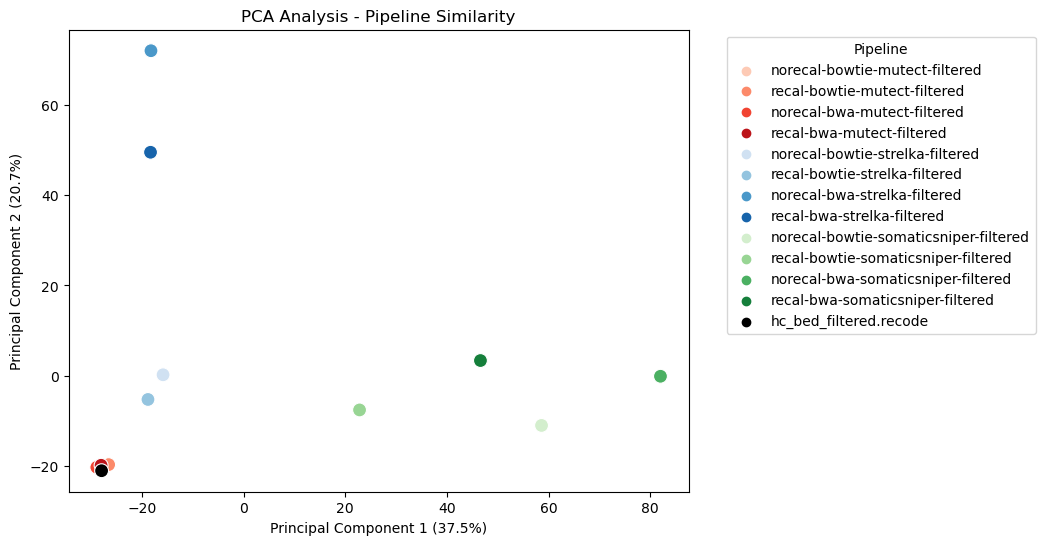 PCA Analysis - Pipeline Similarity
Principal Component 2 (20.7%)
60
40
20
0
−20
−20
0
20
40
60
80
Principal Component 1 (37.5%)
Pipeline
norecal-bowtie-mutect-filtered
recal-bowtie-mutect-filtered
norecal-bwa-mutect-filtered
recal-bwa-mutect-filtered
norecal-bowtie-strelka-filtered
recal-bowtie-strelka-filtered
norecal-bwa-strelka-filtered
recal-bwa-strelka-filtered
norecal-bowtie-somaticsniper-filtered
recal-bowtie-somaticsniper-filtered
norecal-bwa-somaticsniper-filtered
recal-bwa-somaticsniper-filtered
hc_bed_filtered.recode